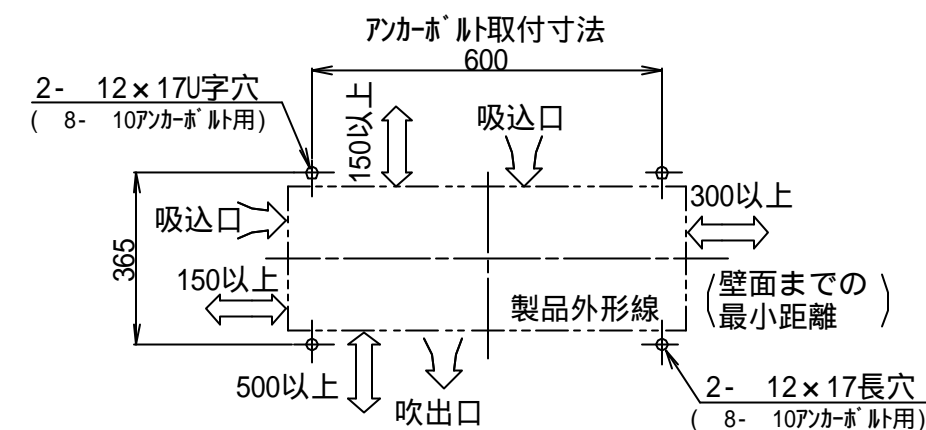 アンカーボルト取付寸法
600
2-　12×17U字穴
(　8-　10アンカーボルト用)
150以上
吸込口
300以上
吸込口
365
150以上
製品外形線
(壁面までの
最小距離)
500以上
吹出口
2-　12×17長穴
(　8-　10アンカーボルト用)